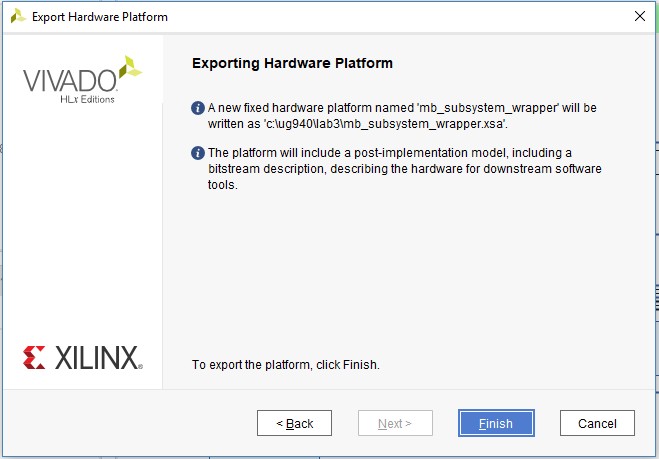 Export Hardware Platform
VIVADO
HLx Editions
Exporting Hardware Platform
A new fixed hardware platform named 'mb_subsystem_wrapper' will be
written as 'c:\ug940\lab3\mb_subsystem_wrapper.xsa'.
The platform will include a post-implementation model, including a
bitstream description, describing the hardware for downstream software
tools.
XILINX
To export the platform, click Finish.
< Back
Next >
Finish
Cancel